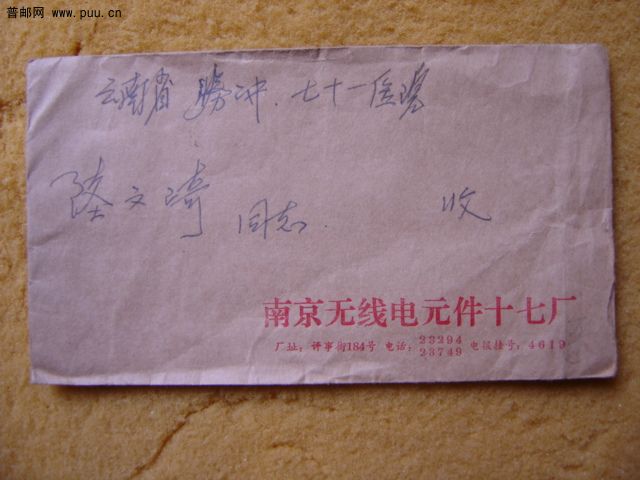 普邮网 www.puu.cn
云南省 腾冲.七十一医院
陆文琦 同志. 收
南京无线电元件十七厂
厂址:评事街184号 电话:23294 23749 电报挂号:4619